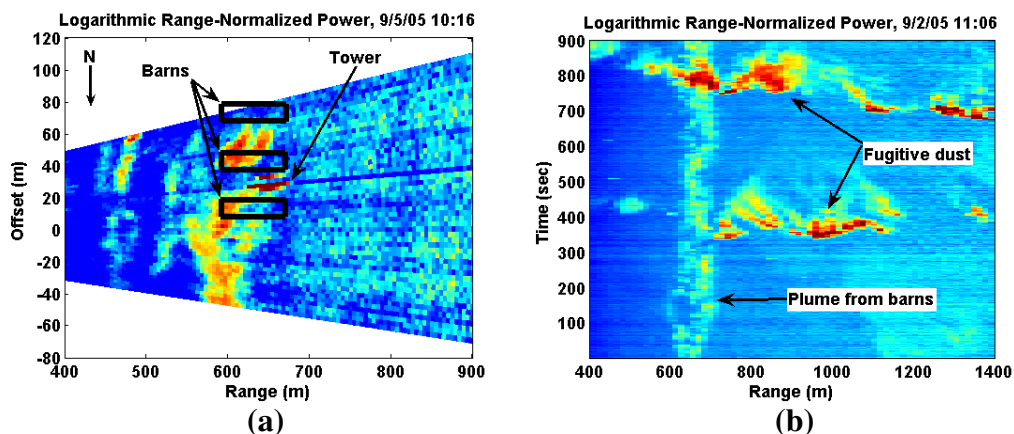 Logarithmic Range-Normalized Power, 9/5/05 10:16
120
100
80
60
40
20
0
-20
-40
-60
-80
Offset (m)
N
Barns
Tower
400 500 600 700 800 900
Range (m)
(a)
Logarithmic Range-Normalized Power, 9/2/05 11:06
900
800
700
600
500
400
300
200
100
Time (sec)
Fugitive dust
Plume from barns
400 600 800 1000 1200 1400
Range (m)
(b)